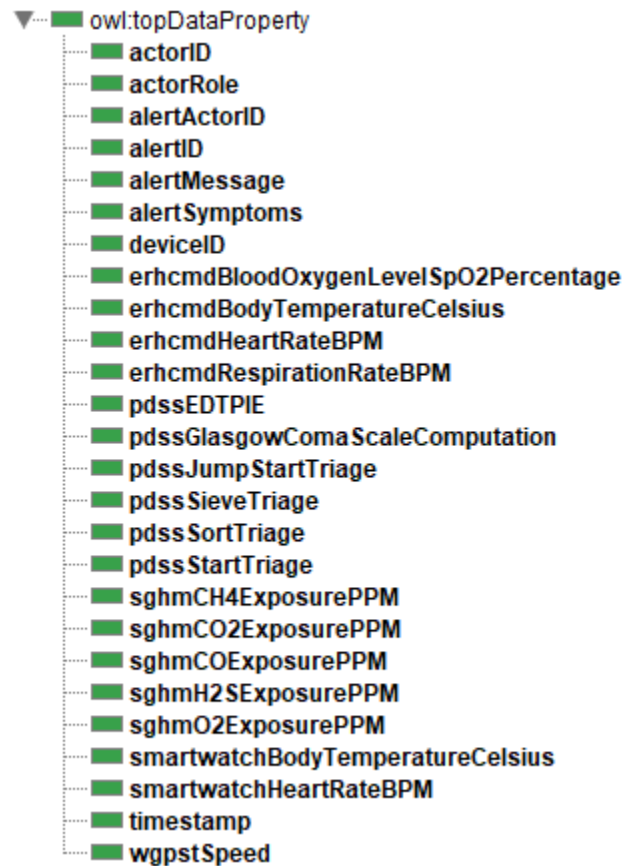 owl:topDataProperty
actorID
actorRole
alertActorID
alertID
alertMessage
alertSymptoms
deviceID
erhcmdBloodOxygenLevelSpO2Percentage
erhcmdBodyTemperatureCelsius
erhcmdHeartRateBPM
erhcmdRespirationRateBPM
pdssEDTPIE
pdssGlasgowComaScaleComputation
pdssJumpStartTriage
pdssSieveTriage
pdssSortTriage
pdssStartTriage
sghmCH4ExposurePPM
sghmCO2ExposurePPM
sghmCOExposurePPM
sghmH2SExposurePPM
sghmO2ExposurePPM
smartwatchBodyTemperatureCelsius
smartwatchHeartRateBPM
timestamp
wgpstSpeed